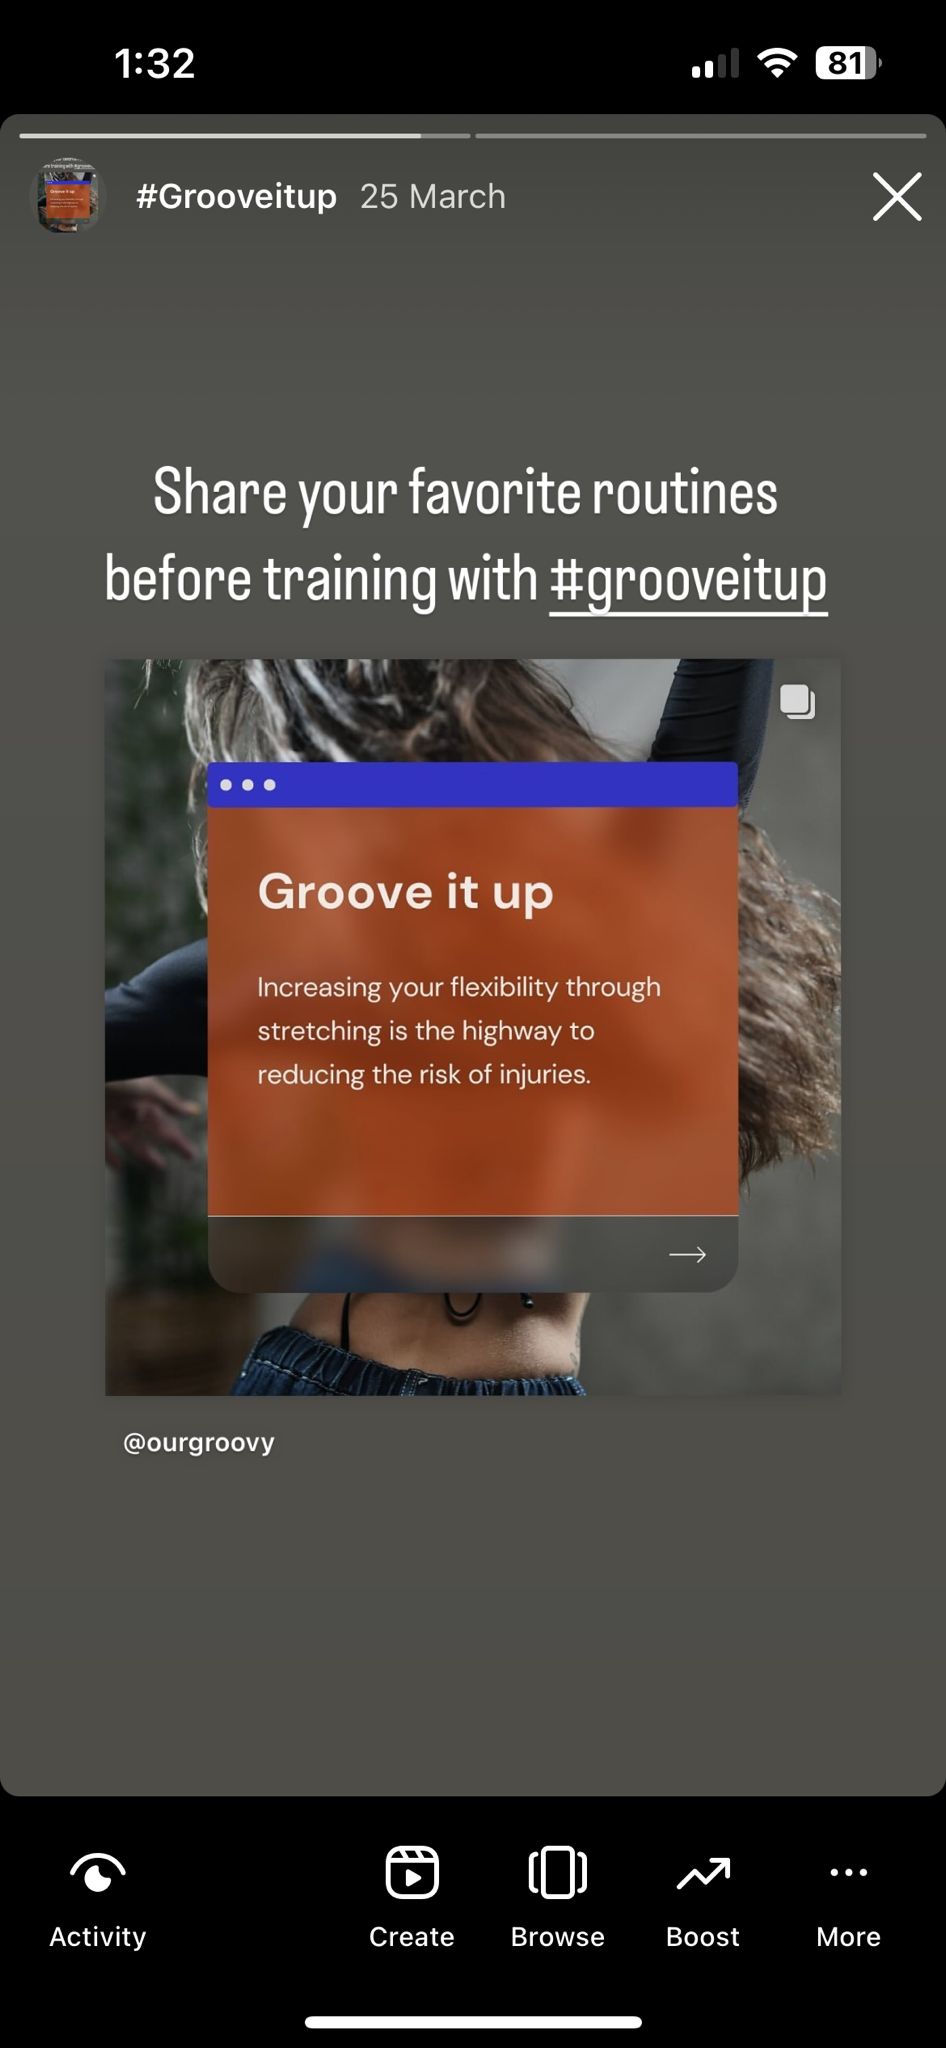 1:32
81
#Grooveitup 25 March
Share your favorite routines
before training with #grooveitup
Groove it up
Increasing your flexibility through
stretching is the highway to
reducing the risk of injuries.
@ourgroovy
Activity Create Browse Boost More